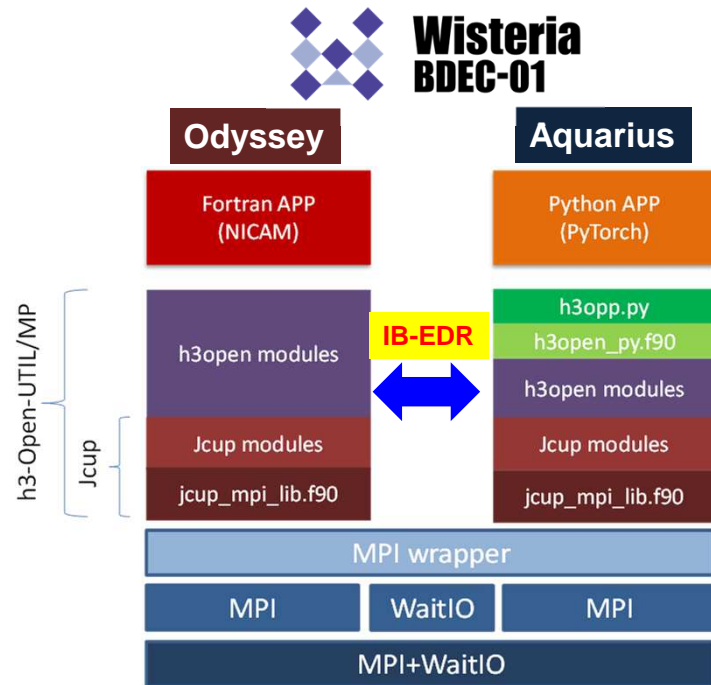 Wisteria
BDEC-01
Odyssey
Aquarius
Fortran APP
(NICAM)
Python APP
(PyTorch)
h3-Open-UTIL/MP
Jcup
h3open modules
IB-EDR
h3opp.py
h3open_py.f90
h3open modules
Jcup modules
Jcup modules
jcup_mpi_lib.f90
jcup_mpi_lib.f90
MPI wrapper
MPI
WaitIO
MPI
MPI+WaitIO